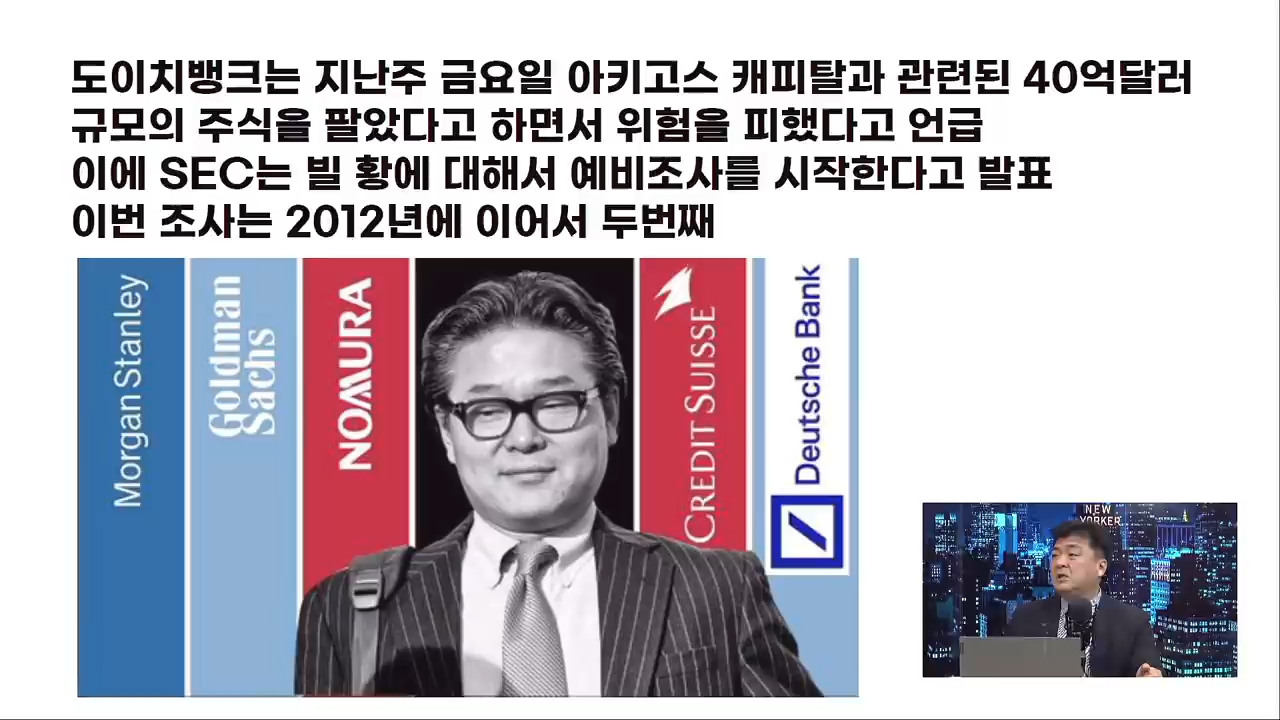 도이치뱅크는 지난주 금요일 아키고스 캐피탈과 관련된 40억달러
규모의 주식을 팔았다고 하면서 위험을 피했다고 언급
이에 SEC는 빌 황에 대해서 예비조사를 시작한다고 발표
이번 조사는 2012년에 이어서 두번째
Morgan Stanley
Goldman
Sachs
NOMURA
CREDIT SUISSE
Deutsche Bank
NEW
YORKER